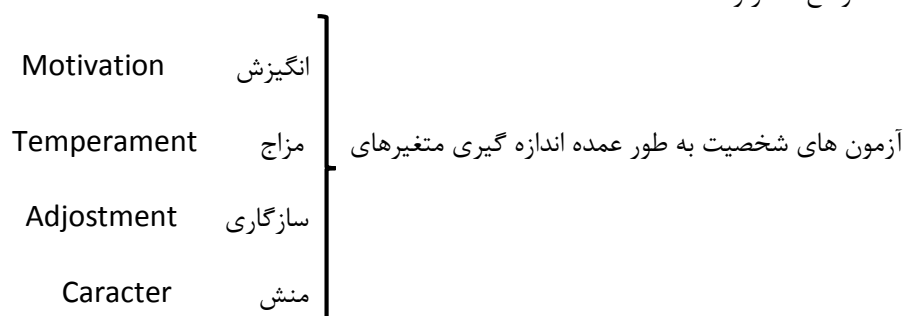 انگیزش Motivation
آزمون های شخصیت به طور عمده اندازه گیری متغیرهای
مزاج Temperament
سازگاری Adjostment
منش Caracter